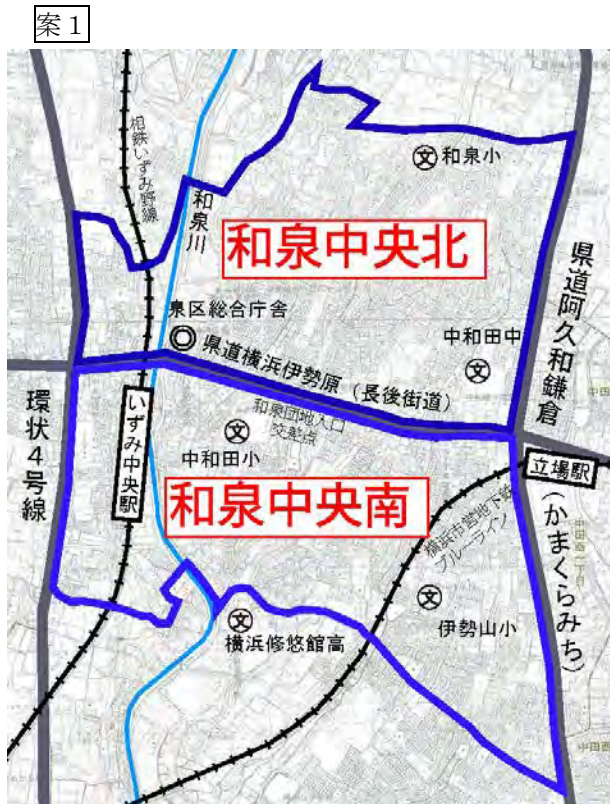 案1
和泉小
相鉄いずみ野線
和泉川
和泉中央北
県道阿久和鎌倉
(かまくらみち)
泉区総合庁舎
中和田中
県道横浜伊勢原(長後街道)
環状4号線
いずみ中央駅
和泉団地入口
交差点
中和田小
立場駅
和泉中央南
横浜市営地下鉄
ブルーライン
伊勢山小
横浜修悠館高